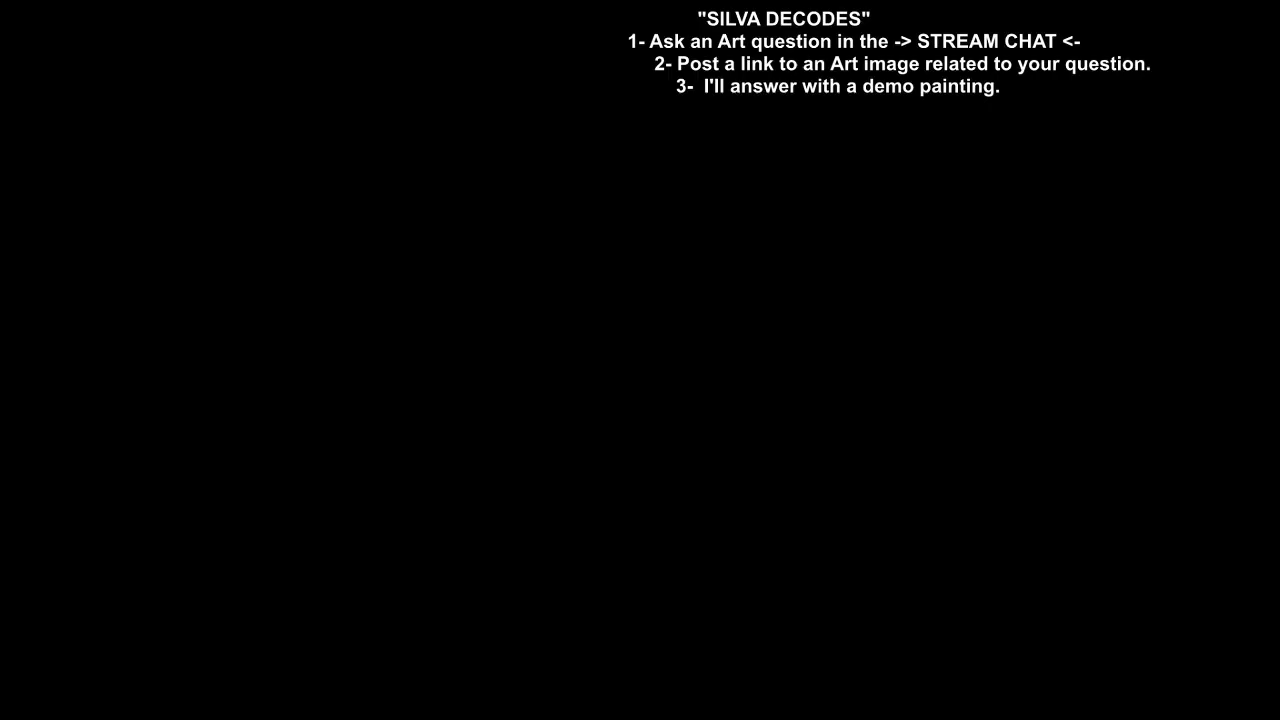 "SILVA DECODES"
1- Ask an Art question in the -> STREAM CHAT <-
2- Post a link to an Art image related to your question.
3-  I'll answer with a demo painting.